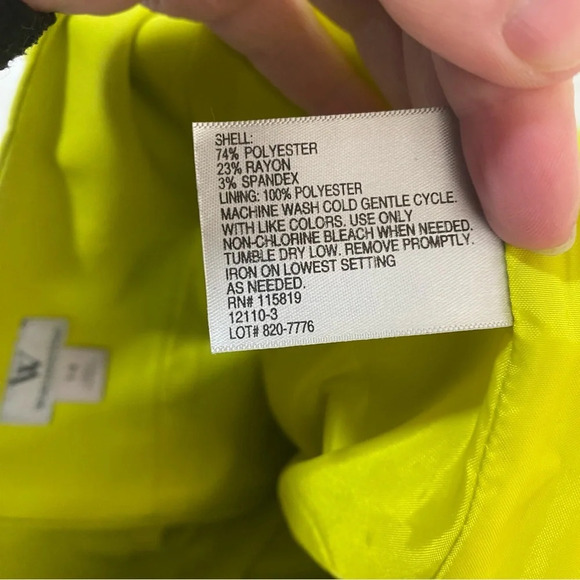 SHELL:
74% POLYESTER
23% RAYON
3% SPANDEX
LINING: 100% POLYESTER
MACHINE WASH COLD GENTLE CYCLE.
WITH LIKE COLORS. USE ONLY
NON-CHLORINE BLEACH WHEN NEEDED.
TUMBLE DRY LOW. REMOVE PROMPTLY.
IRON ON LOWEST SETTING
AS NEEDED.
RN# 115819
12110-3
LOT# 820-7776
W